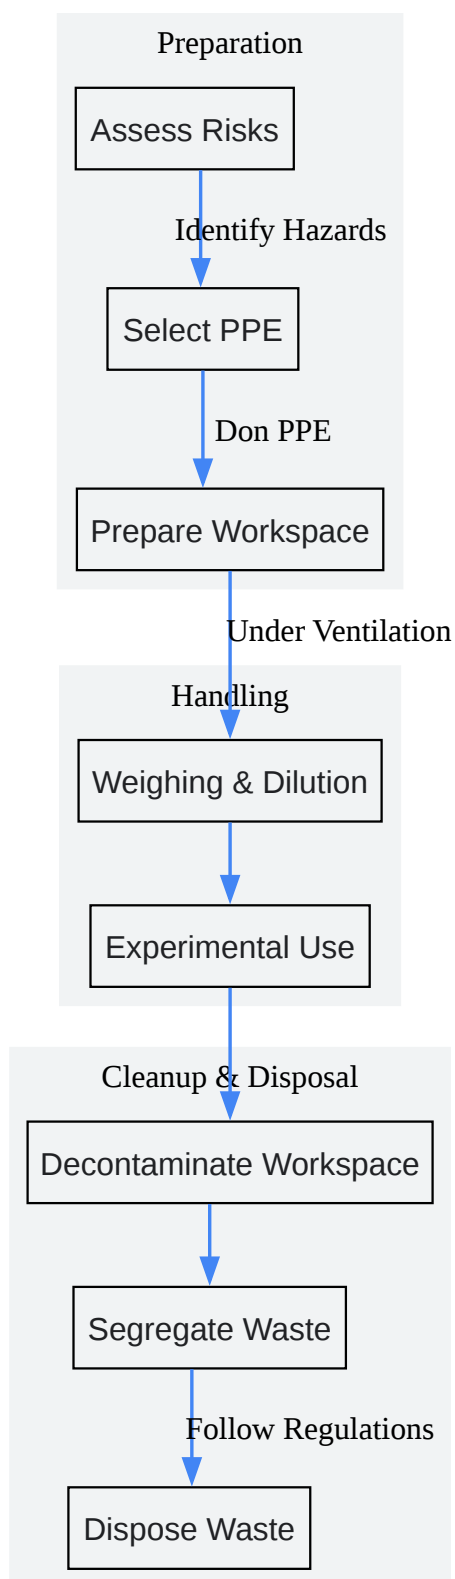 Preparation
Assess Risks
Identify Hazards
Select PPE
Don PPE
Prepare Workspace
Under Ventilation
Handling
Weighing & Dilution
Experimental Use
Cleanup & Disposal
Decontaminate Workspace
Segregate Waste
Follow Regulations
Dispose Waste